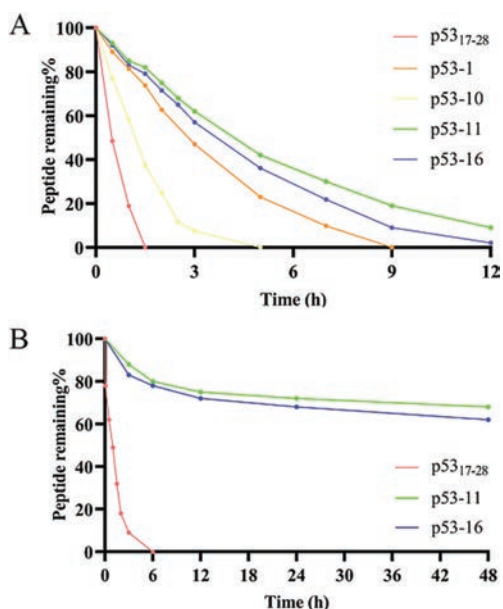 A
Peptide remaining%
100
80
60
40
20
0
p53₁₇₋₂₈
p53-1
p53-10
p53-11
p53-16
0 3 6 9 12
Time (h)
B
Peptide remaining%
100
80
60
40
20
0
p53₁₇₋₂₈
p53-11
p53-16
0 6 12 18 24 30 36 42 48
Time (h)